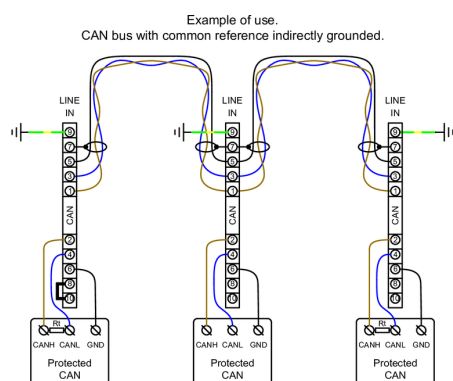 Example of use.
CAN bus with common reference indirectly grounded.
LINE IN
9
7
5
3
1
CAN
2
4
6
8
10
Rt
CANH CANL GND
Protected
CAN
LINE IN
9
7
5
3
1
CAN
2
4
6
8
10
CANH CANL GND
Protected
CAN
LINE IN
9
7
5
3
1
CAN
2
4
6
8
10
Rt
CANH CANL GND
Protected
CAN